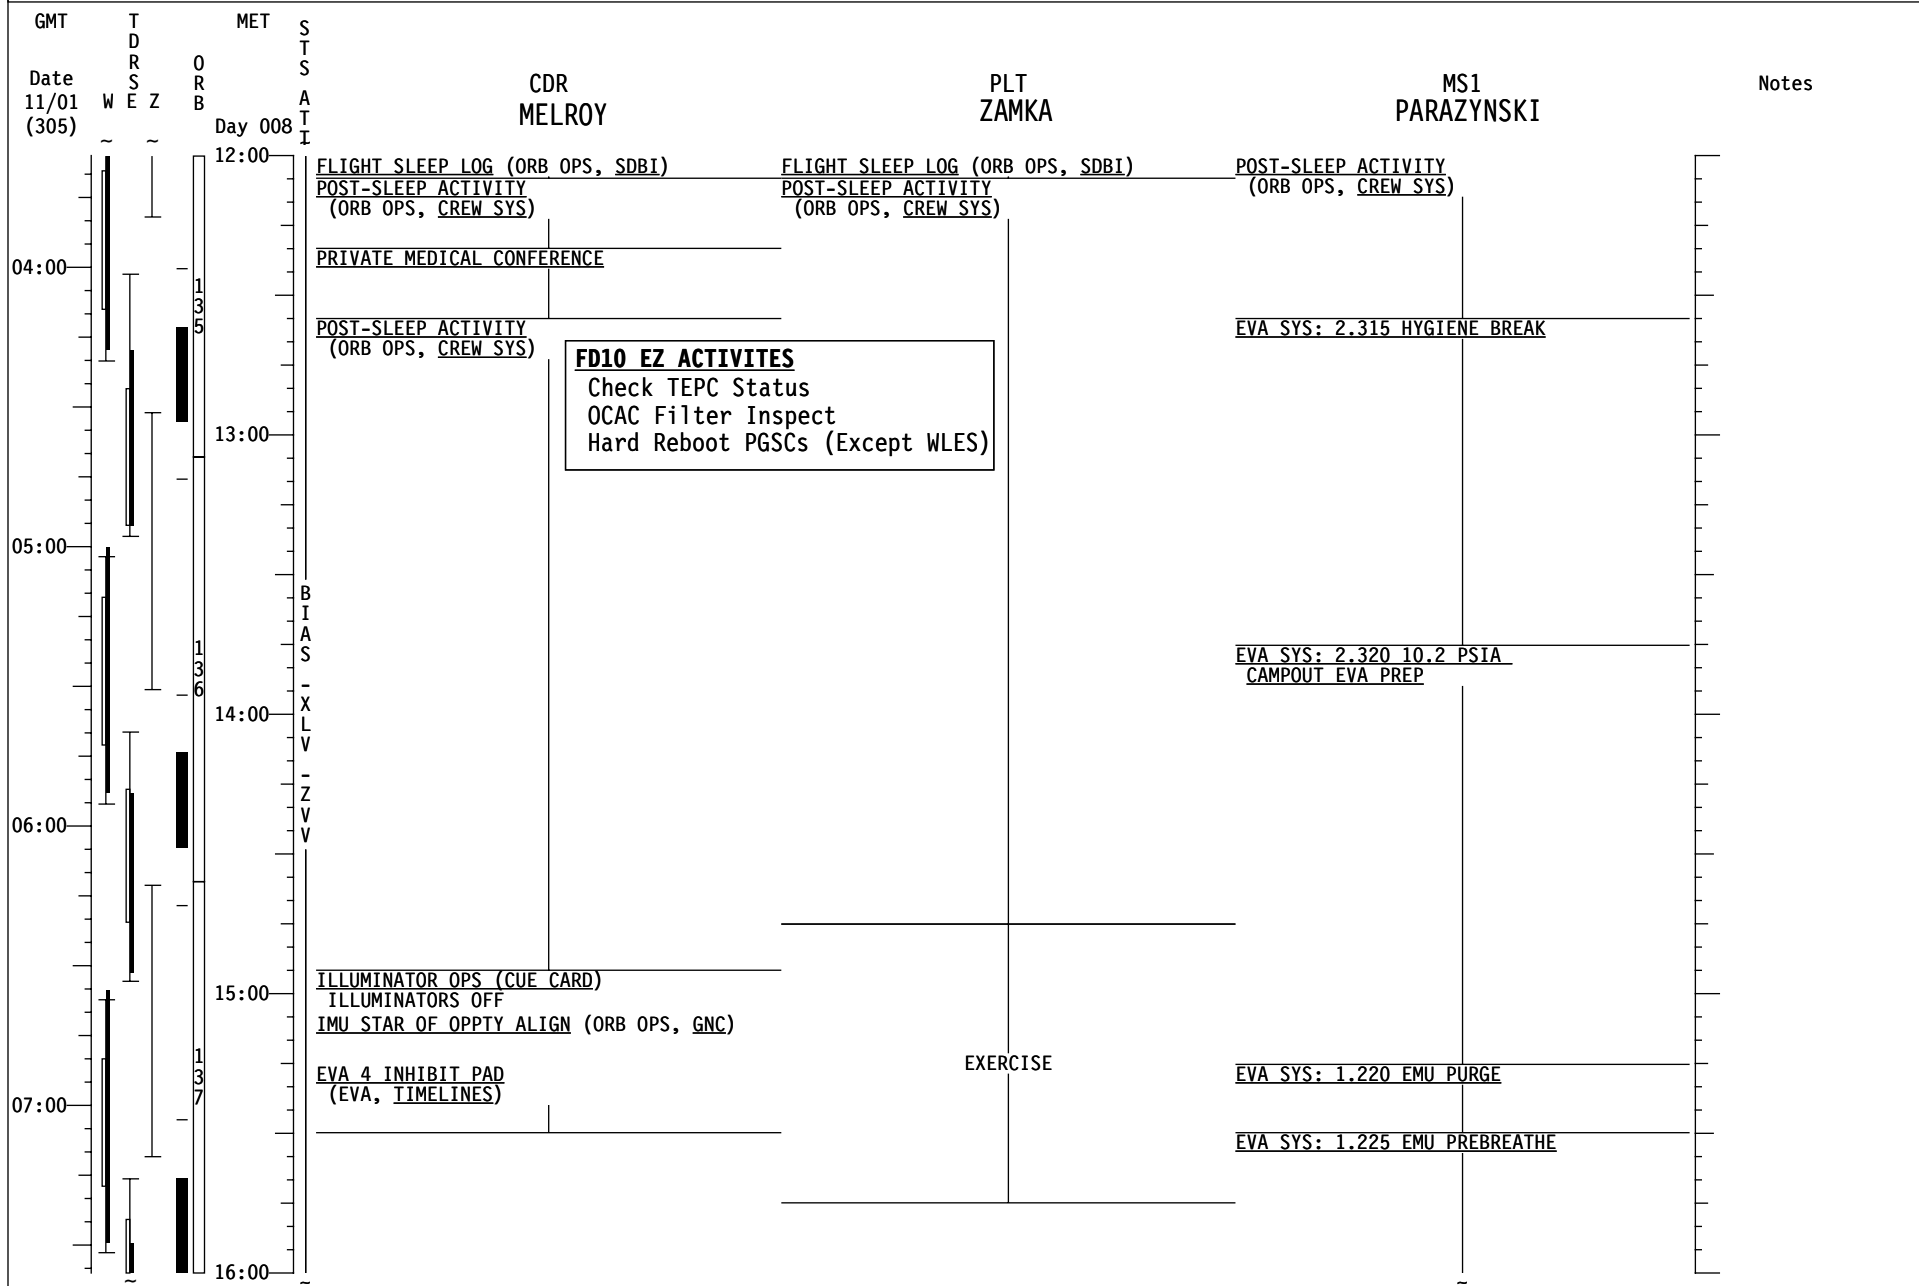 GMT
TDRS
MET
STS ATT
Date
11/01
(305)
W E Z
ORB
Day 008
CDR
MELROY
PLT
ZAMKA
MS1
PARAZYNSKI
Notes
~ ~ ~
12:00
FLIGHT SLEEP LOG (ORB OPS, SDBI)
FLIGHT SLEEP LOG (ORB OPS, SDBI)
POST-SLEEP ACTIVITY
(ORB OPS, CREW SYS)
POST-SLEEP ACTIVITY
(ORB OPS, CREW SYS)
POST-SLEEP ACTIVITY
(ORB OPS, CREW SYS)
04:00
PRIVATE MEDICAL CONFERENCE
135
POST-SLEEP ACTIVITY
(ORB OPS, CREW SYS)
EVA SYS: 2.315 HYGIENE BREAK
FD10 EZ ACTIVITES
Check TEPC Status
OCAC Filter Inspect
Hard Reboot PGSCs (Except WLES)
13:00
05:00
BIAS -XLV -ZVV
136
EVA SYS: 2.320 10.2 PSIA
CAMPOUT EVA PREP
14:00
06:00
ILLUMINATOR OPS (CUE CARD)
ILLUMINATORS OFF
15:00
IMU STAR OF OPPTY ALIGN (ORB OPS, GNC)
137
EXERCISE
EVA 4 INHIBIT PAD
(EVA, TIMELINES)
EVA SYS: 1.220 EMU PURGE
07:00
EVA SYS: 1.225 EMU PREBREATHE
16:00
~ ~ ~